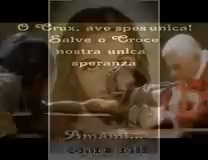 O Crux, ave spes unica!
Salve o Croce
nostra unica
speranza
Amami...
come sei!